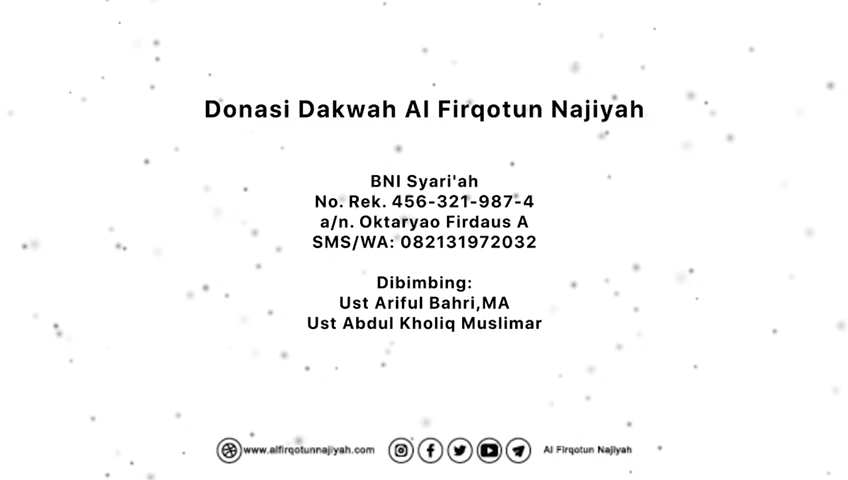 Donasi Dakwah Al Firqotun Najiyah
BNI Syari'ah
No. Rek. 456-321-987-4
a/n. Oktaryao Firdaus A
SMS/WA: 082131972032
Dibimbing:
Ust Ariful Bahri,MA
Ust Abdul Kholiq Muslimar
www.alfirqotunnajiyah.com Al Firqotun Najiyah